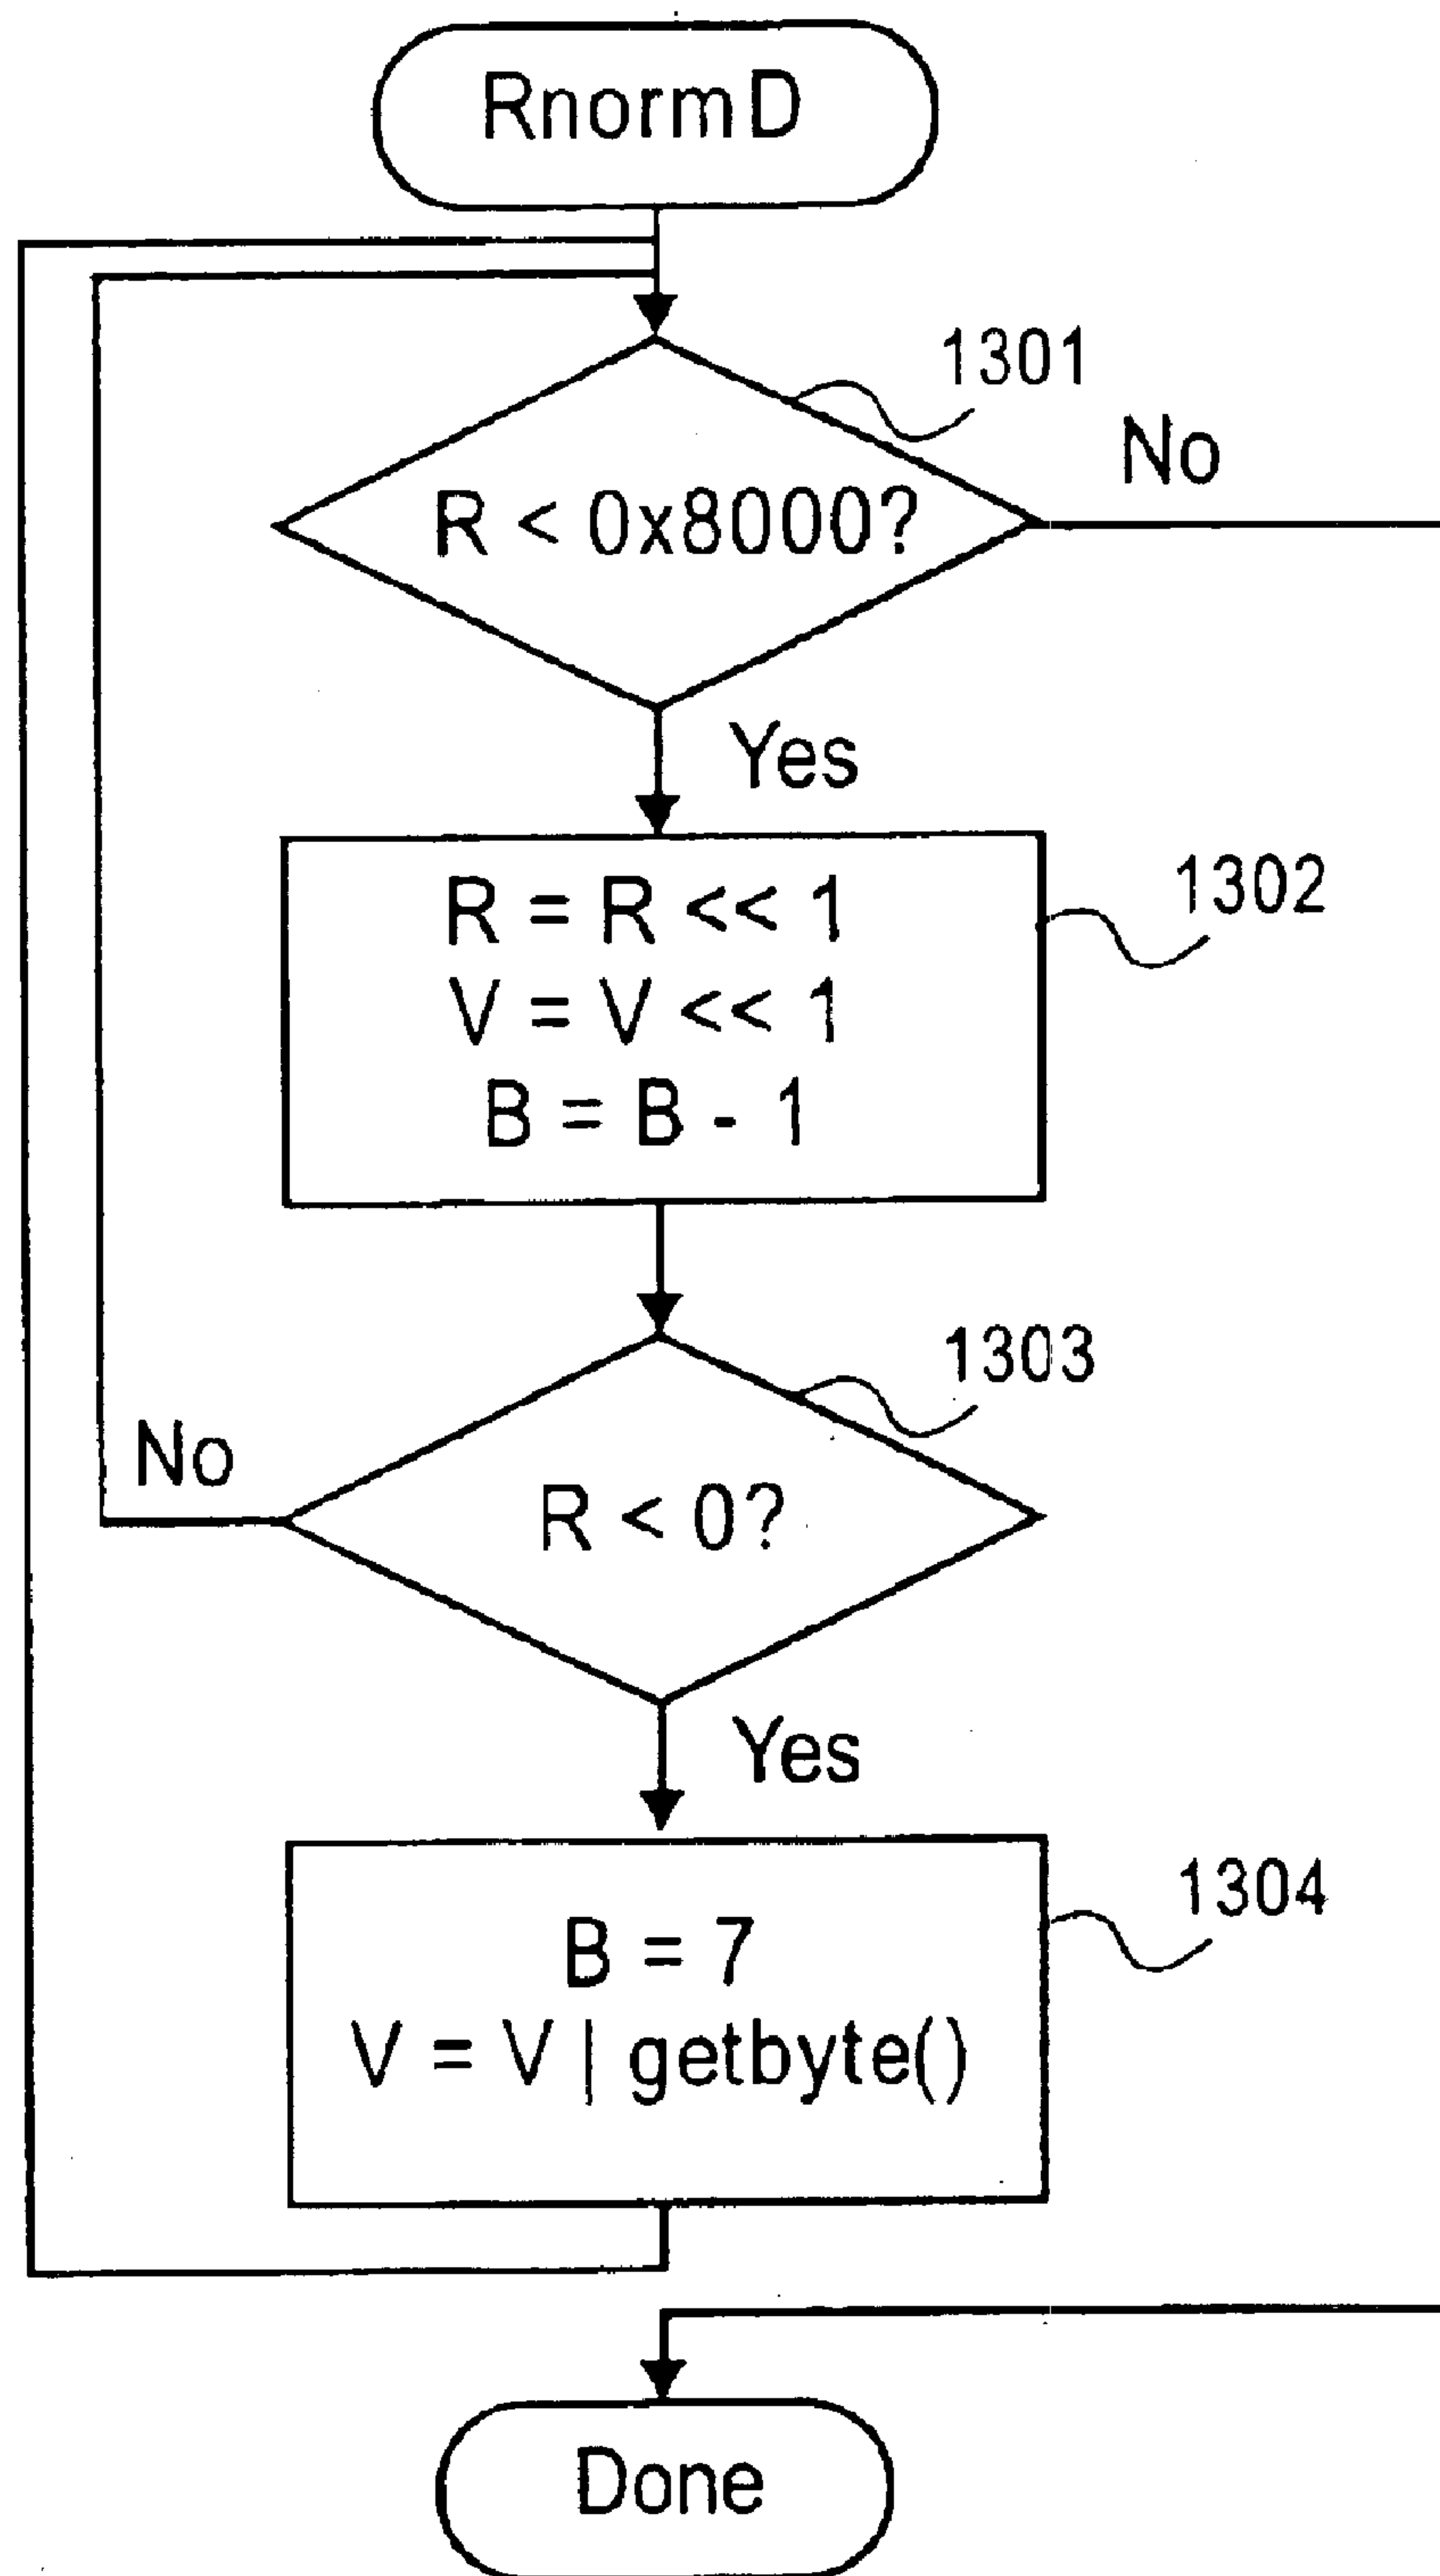 RnormD
1301
No
R < 0x8000?
Yes
R = R << 1
V = V << 1
B = B - 1
1302
1303
No
R < 0?
Yes
1304
B = 7
V = V | getbyte()
Done